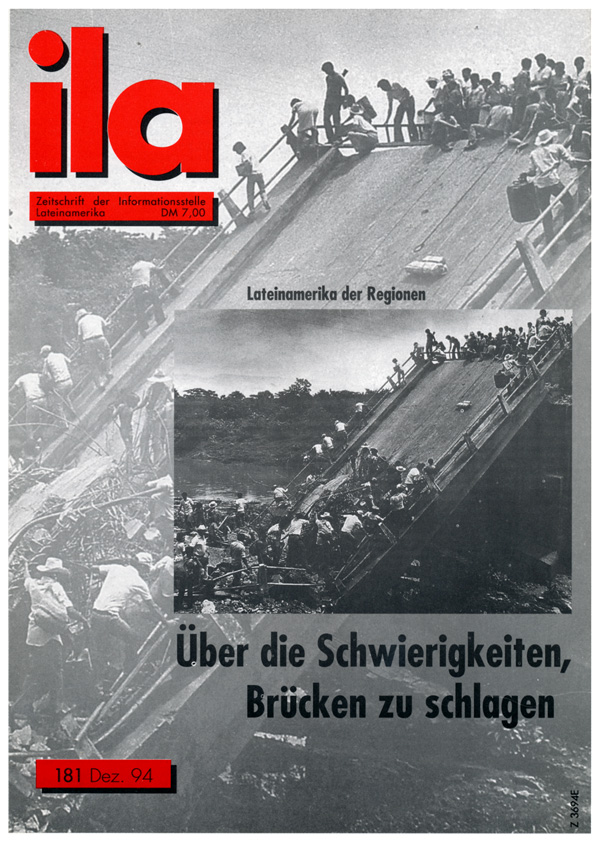 ila
Zeitschrift der Informationsstelle
Lateinamerika DM 7,00
Lateinamerika der Regionen
Über die Schwierigkeiten,
Brücken zu schlagen
181 Dez. 94
Z 3694E